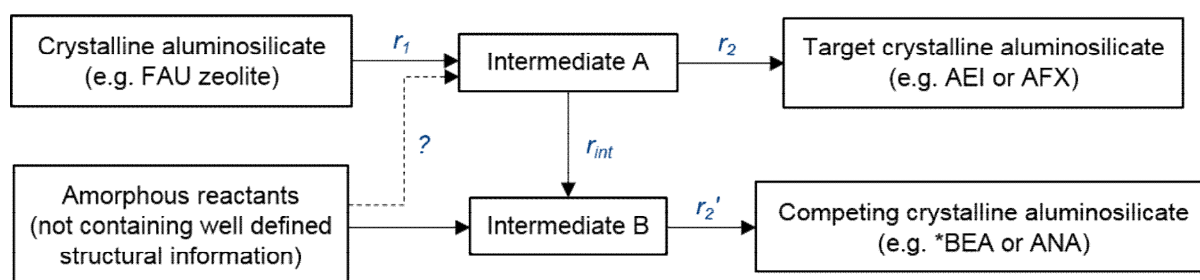 Crystalline aluminosilicate
(e.g. FAU zeolite)
r1
Intermediate A
r2
Target crystalline aluminosilicate
(e.g. AEI or AFX)
?
rint
Amorphous reactants
(not containing well defined
structural information)
Intermediate B
r2'
Competing crystalline aluminosilicate
(e.g. *BEA or ANA)